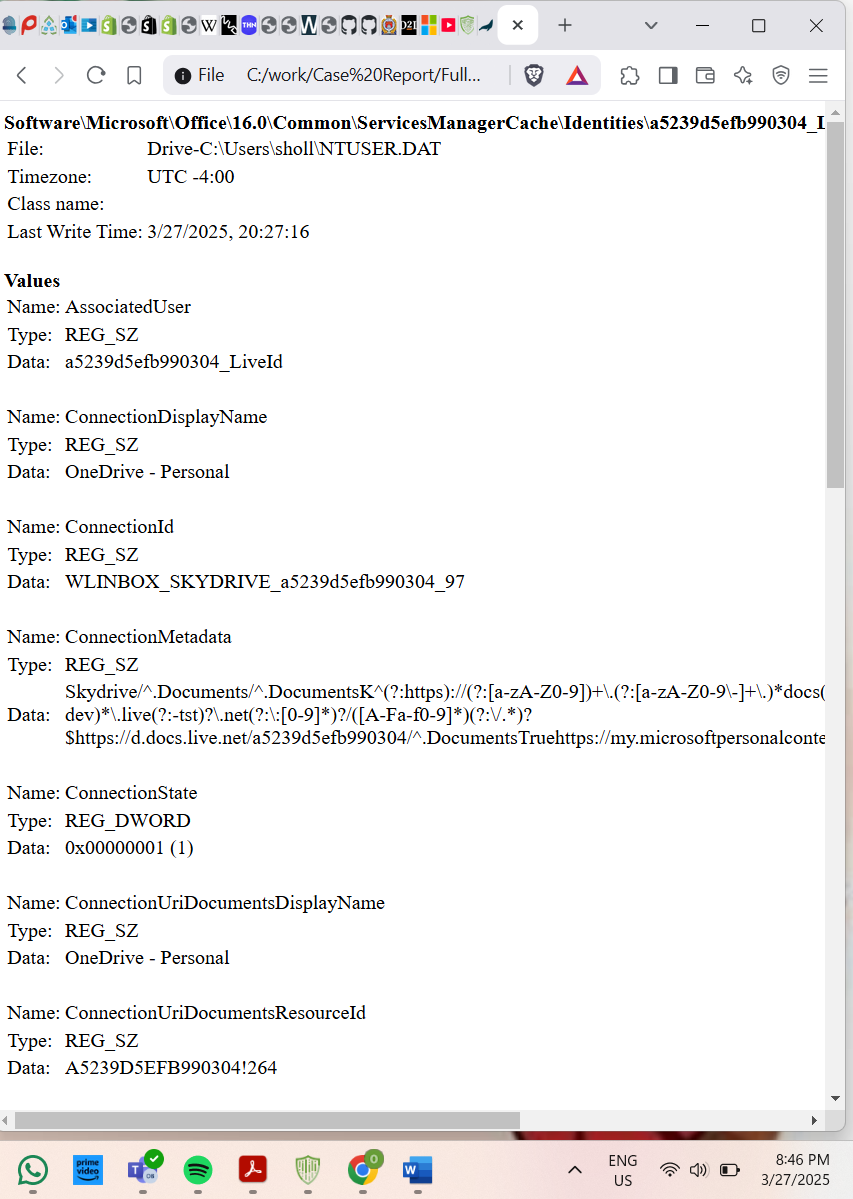 THN
D2L
File C:/work/Case%20Report/Full...
Software\Microsoft\Office\16.0\Common\ServicesManagerCache\Identities\a5239d5efb990304_
File: Drive-C:\Users\sholl\NTUSER.DAT
Timezone: UTC -4:00
Class name:
Last Write Time: 3/27/2025, 20:27:16
Values
Name: AssociatedUser
Type: REG_SZ
Data: a5239d5efb990304_LiveId
Name: ConnectionDisplayName
Type: REG_SZ
Data: OneDrive - Personal
Name: ConnectionId
Type: REG_SZ
Data: WLINBOX_SKYDRIVE_a5239d5efb990304_97
Name: ConnectionMetadata
Type: REG_SZ
Skydrive/^.Documents/^.DocumentsK^(?:https)://(?:[a-zA-Z0-9])+\.(?:[a-zA-Z0-9\-]+\.)*docs(
Data: dev)*\.live(?:-tst)?\.net(?:\:[0-9]*)?/([A-Fa-f0-9]*)(?:\/.*)?
$https://d.docs.live.net/a5239d5efb990304/^.DocumentsTruehttps://my.microsoftpersonalconte
Name: ConnectionState
Type: REG_DWORD
Data: 0x00000001 (1)
Name: ConnectionUriDocumentsDisplayName
Type: REG_SZ
Data: OneDrive - Personal
Name: ConnectionUriDocumentsResourceId
Type: REG_SZ
Data: A5239D5EFB990304!264
prime video
0
ENG
US
8:46 PM
3/27/2025